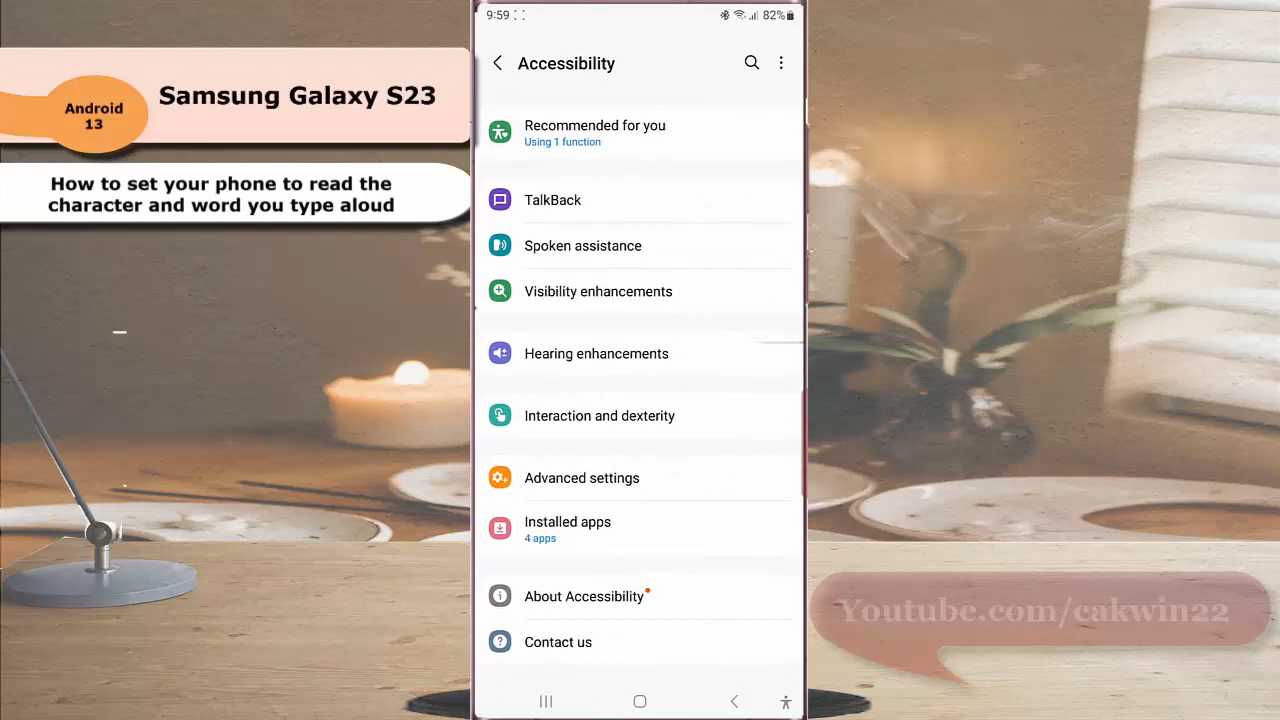 Samsung Galaxy S23
Android
13
How to set your phone to read the
character and word you type aloud
9:59
82%
Accessibility
Recommended for you
Using 1 function
TalkBack
Spoken assistance
Visibility enhancements
Hearing enhancements
Interaction and dexterity
Advanced settings
Installed apps
4 apps
About Accessibility
Contact us
Youtube.com/cakwin22